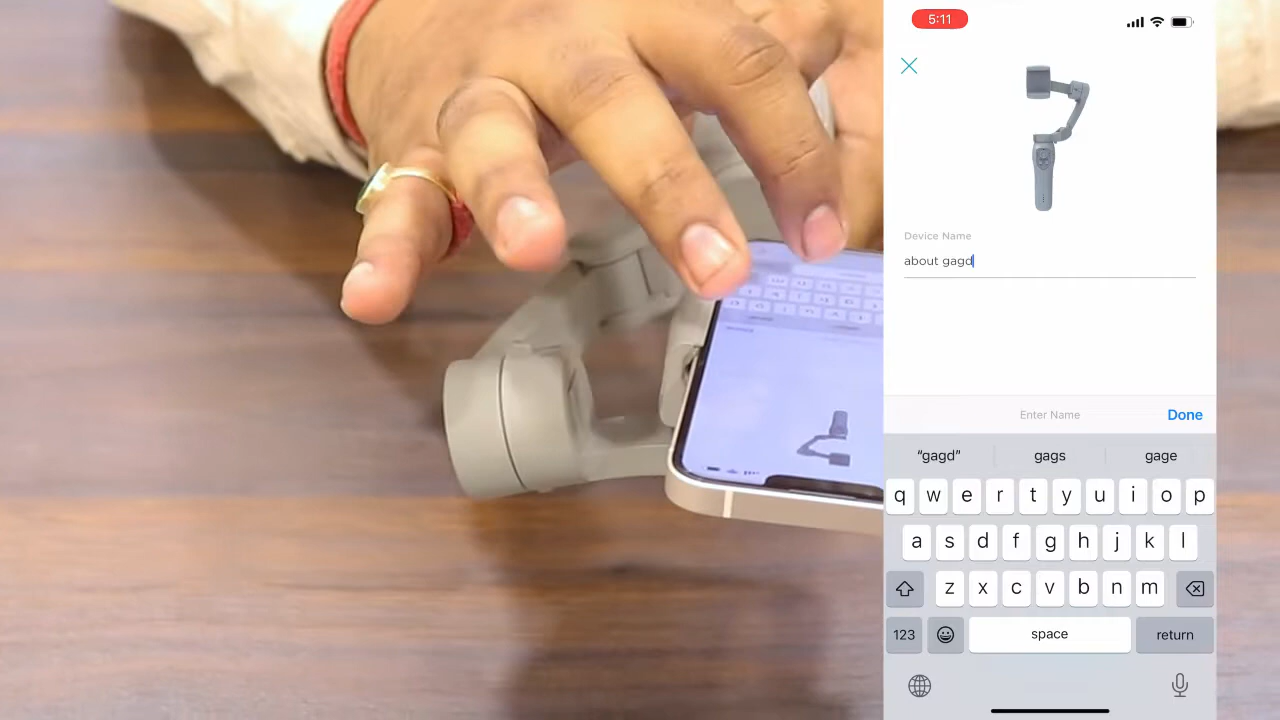 5:11
Device Name
about gagd
Enter Name Done
“gagd” gags gage
q w e r t y u i o p
a s d f g h j k l
z x c v b n m
123 space return